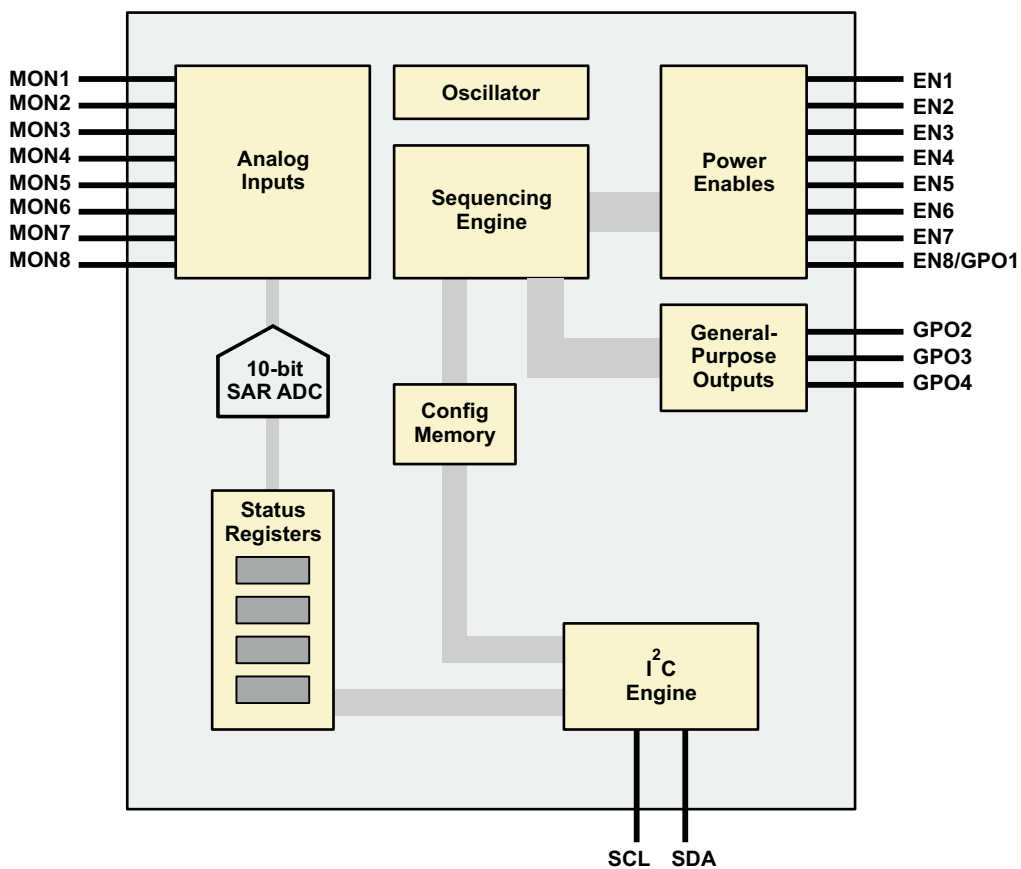 MON1
MON2
MON3
MON4
MON5
MON6
MON7
MON8
Analog
Inputs
Oscillator
Sequencing
Engine
Power
Enables
EN1
EN2
EN3
EN4
EN5
EN6
EN7
EN8/GPO1
General-
Purpose
Outputs
GPO2
GPO3
GPO4
10-bit
SAR ADC
Config
Memory
Status
Registers
I²C
Engine
SCL SDA